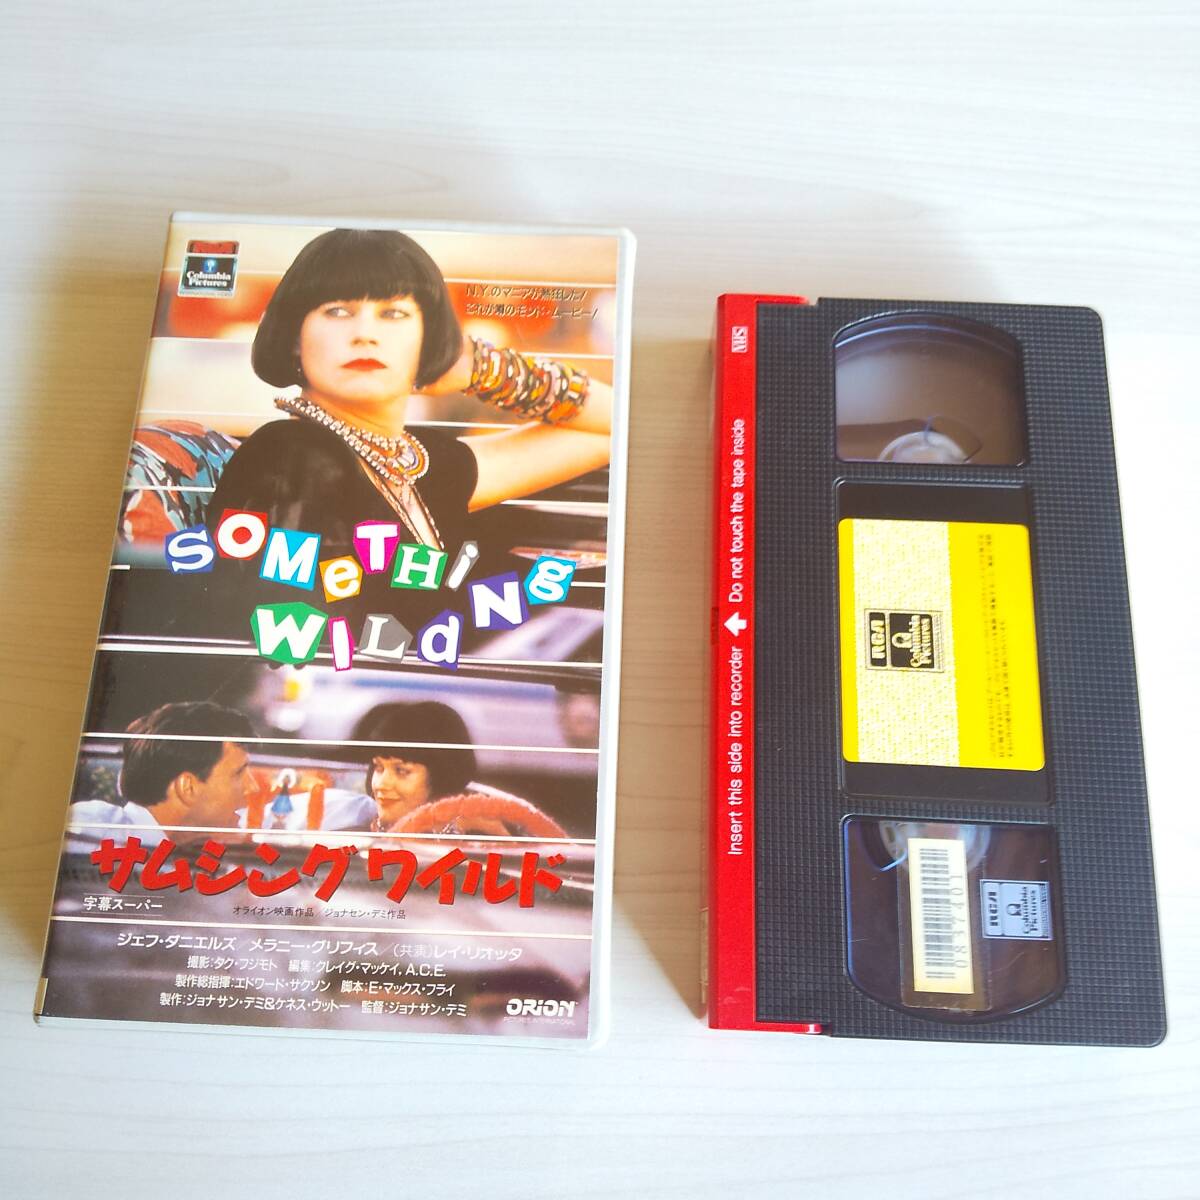 Columbia
Pictures
N.Y.のマニアが熱狂した!
これが噂のモンド・ムービー!
SOMETHiNg
WILd
サムシング ワイルド
字幕スーパー
オライオン映画作品/ジョナセン・デミ作品
ジェフ・ダニエルズ/メラニー・グリフィス/(共演)レイ・リオッタ
撮影:タク・フジモト 編集:クレイグ・マッケイ, A.C.E.
製作総指揮:エドワード・サクソン 脚本:E・マックス・フライ
製作:ジョナサン・デミ&ケネス・ウットー 監督:ジョナサン・デミ
ORION
PICTURES INTERNATIONAL
VHS
Insert this side into recorder Do not touch the tape inside
RCA
Columbia
Pictures
RCA
Columbia
Pictures